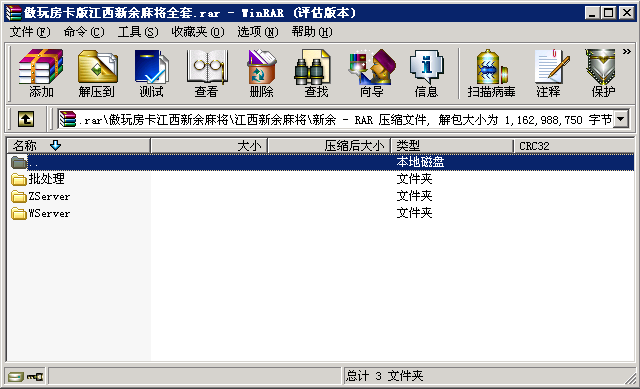 傲玩房卡版江西新余麻将全套.rar - WinRAR (评估版本)
文件(F) 命令(C) 工具(S) 收藏夹(O) 选项(N) 帮助(H)
添加 解压到 测试 查看 删除 查找 向导 信息 扫描病毒 注释 保护 »
.rar\傲玩房卡江西新余麻将\江西新余麻将\新余 - RAR 压缩文件, 解包大小为 1,162,988,750 字节
名称 大小 压缩后大小 类型 CRC32
.. 本地磁盘
批处理 文件夹
ZServer 文件夹
WServer 文件夹
总计 3 文件夹